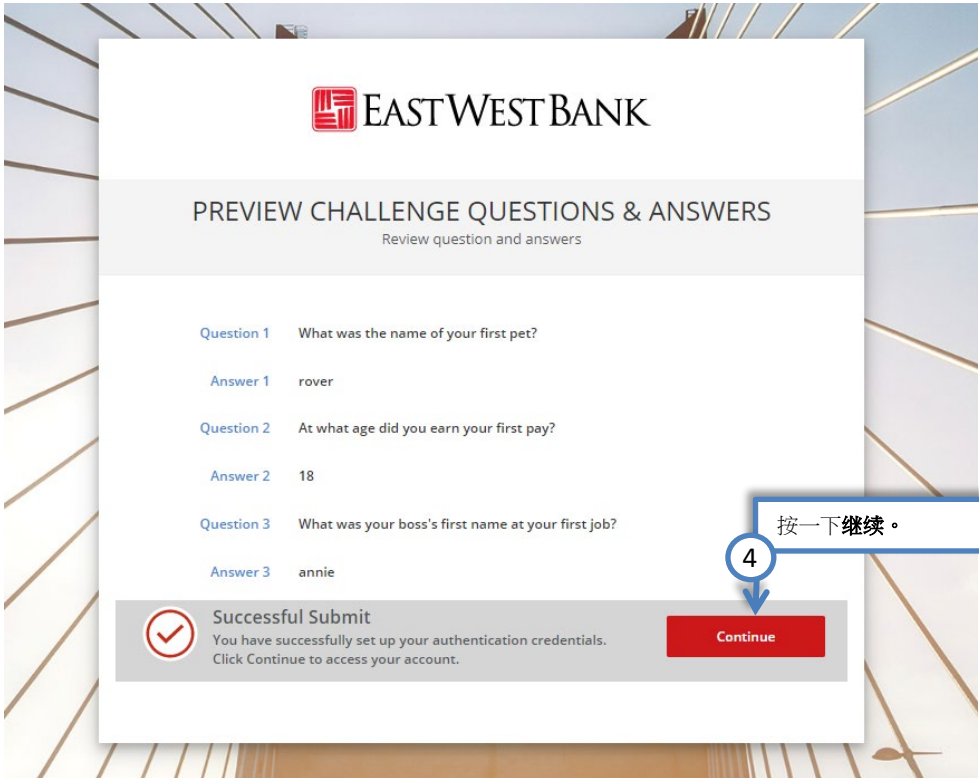 EAST WEST BANK
PREVIEW CHALLENGE QUESTIONS & ANSWERS
Review question and answers
Question 1 What was the name of your first pet?
Answer 1 rover
Question 2 At what age did you earn your first pay?
Answer 2 18
Question 3 What was your boss's first name at your first job?
按一下继续。
4
Answer 3 annie
Successful Submit
You have successfully set up your authentication credentials.
Click Continue to access your account.
Continue